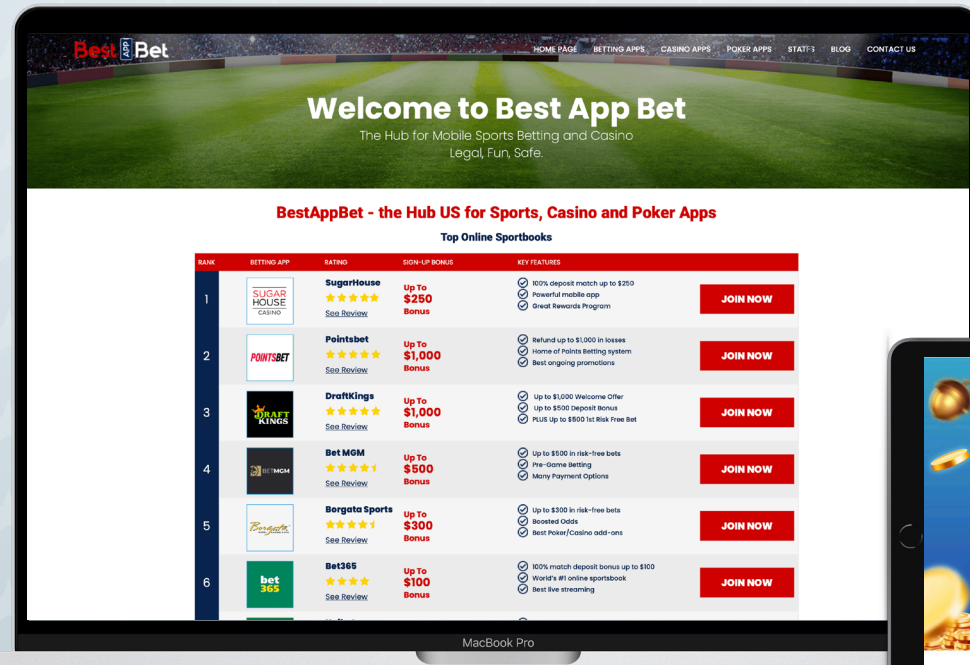 Best APP Bet
HOME PAGE BETTING APPS CASINO APPS POKER APPS STATES BLOG CONTACT US
Welcome to Best App Bet
The Hub for Mobile Sports Betting and Casino
Legal, Fun, Safe.
BestAppBet - the Hub US for Sports, Casino and Poker Apps
Top Online Sportbooks
RANK BETTING APP RATING SIGN-UP BONUS KEY FEATURES
1
SUGAR
HOUSE
CASINO
SugarHouse
See Review
Up To
$250
Bonus
100% deposit match up to $250
Powerful mobile app
Great Rewards Program
JOIN NOW
2
POINTSBET
Pointsbet
See Review
Up To
$1,000
Bonus
Refund up to $1,000 in losses
Home of Points Betting system
Best ongoing promotions
JOIN NOW
3
DRAFT
KINGS
DraftKings
See Review
Up To
$1,000
Bonus
Up to $1,000 Welcome Offer
Up to $500 Deposit Bonus
PLUS Up to $500 1st Risk Free Bet
JOIN NOW
4
BETMGM
Bet MGM
See Review
Up To
$500
Bonus
Up to $500 in risk-free bets
Pre-Game Betting
Many Payment Options
JOIN NOW
5
Borgata
Borgata Sports
See Review
Up To
$300
Bonus
Up to $300 in risk-free bets
Boosted Odds
Best Poker/Casino add-ons
JOIN NOW
6
bet
365
Bet365
See Review
Up To
$100
Bonus
100% match deposit bonus up to $100
World's #1 online sportsbook
Best live streaming
JOIN NOW
MacBook Pro